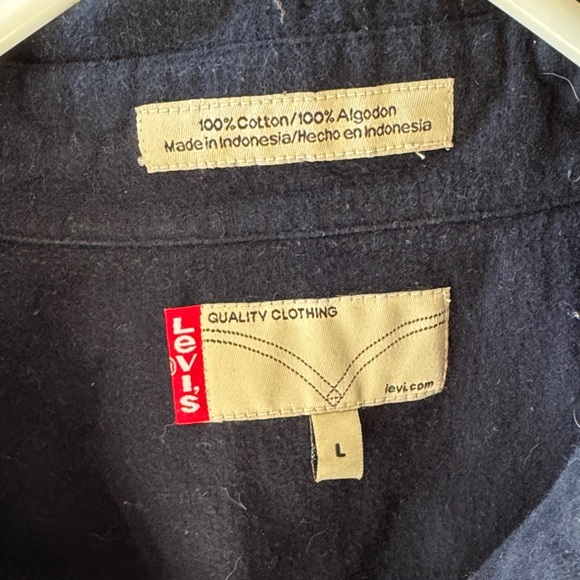 100% Cotton/100% Algodon
Made in Indonesia/Hecho en Indonesia
QUALITY CLOTHING
LEVI'S
®
levi.com
L